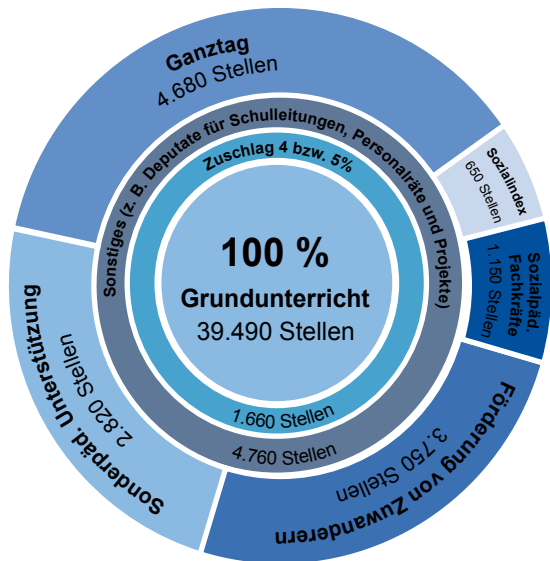 Ganztag
4.680 Stellen
Sozialindex
650 Stellen
Sozialpäd.
Fachkräfte
1.150 Stellen
Förderung von Zuwanderern
3.750 Stellen
Sonderpäd. Unterstützung
2.820 Stellen
Sonstiges (z. B. Deputate für Schulleitungen, Personalräte und Projekte)
4.760 Stellen
Zuschlag 4 bzw. 5%
1.660 Stellen
100 %
Grundunterricht
39.490 Stellen